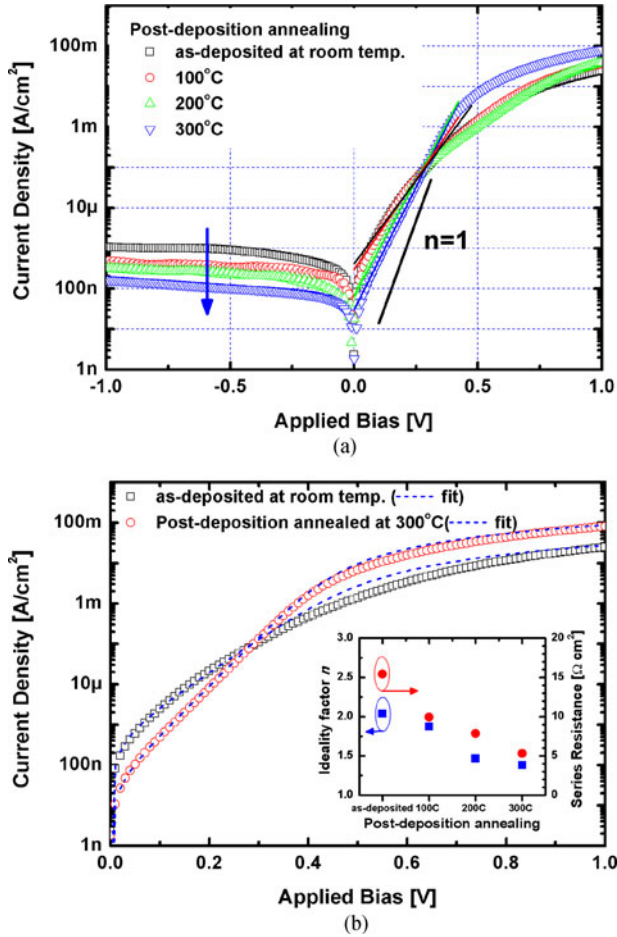 Post-deposition annealing
as-deposited at room temp.
100°C
200°C
300°C
100m
1m
10µ
100n
1n
Current Density [A/cm²]
n=1
-1.0 -0.5 0.0 0.5 1.0
Applied Bias [V]
(a)
as-deposited at room temp. (---- fit)
Post-deposition annealed at 300°C(---- fit)
100m
1m
10µ
100n
1n
Current Density [A/cm²]
3.0
2.5
2.0
1.5
1.0
Ideality factor n
20
15
10
5
0
Series Resistance [Ω cm²]
as-deposited 100C 200C 300C
Post-deposition annealing
0.0 0.2 0.4 0.6 0.8 1.0
Applied Bias [V]
(b)